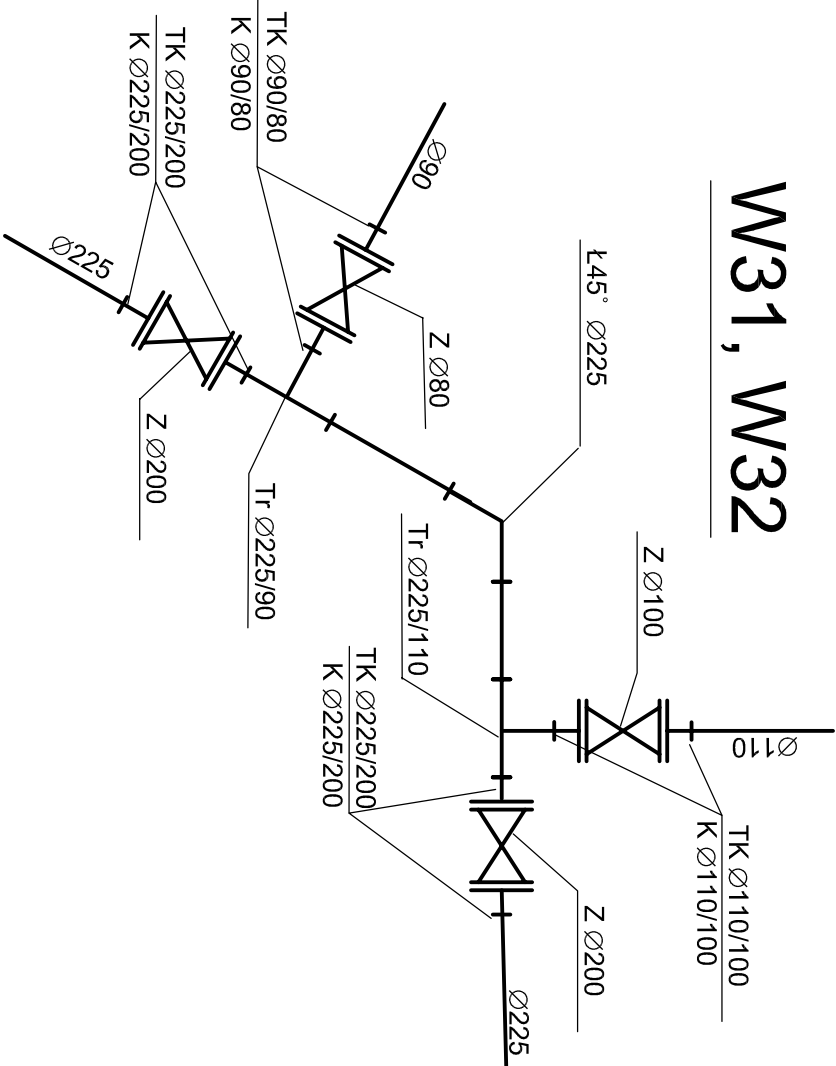 W31, W32
Z Ø100
Ø110
TK Ø110/100
K Ø110/100
Ł45° Ø225
Ø90
TK Ø90/80
K Ø90/80
Z Ø80
TK Ø225/200
K Ø225/200
Ø225
Z Ø200
Tr Ø225/90
Tr Ø225/110
TK Ø225/200
K Ø225/200
Z Ø200
Ø225